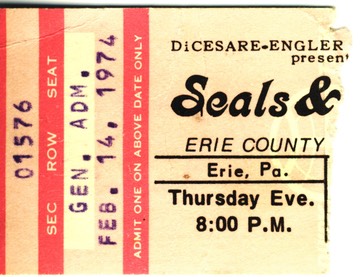 01576
SEC ROW SEAT
GEN. ADM.
FEB. 14, 1974
ADMIT ONE ON ABOVE DATE ONLY
DiCESARE-ENGLER
presen
Seals &
ERIE COUNTY
Erie, Pa.
Thursday Eve.
8:00 P.M.